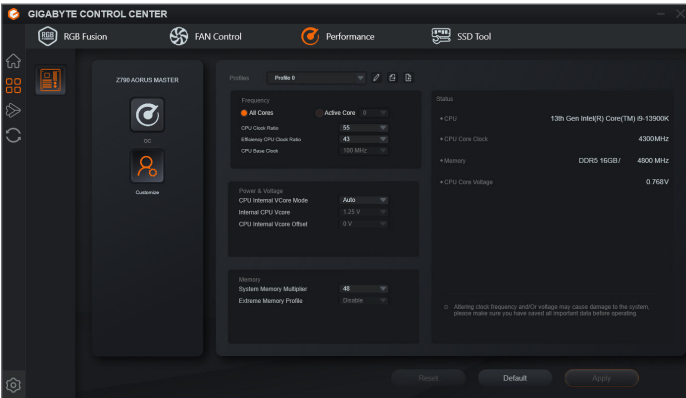 GIGABYTE CONTROL CENTER
RGB RGB Fusion FAN Control Performance SSD Tool
Z790 AORUS MASTER
OC
Customize
Profiles Profile 0
Frequency
All Cores Active Core 0
CPU Clock Ratio 55
Efficiency CPU Clock Ratio 43
CPU Base Clock 100 MHz
Power & Voltage
CPU Internal VCore Mode Auto
Internal CPU Vcore 1.25 V
CPU Internal Vcore Offset 0 V
Memory
System Memory Multiplier 48
Extreme Memory Profile Disable
Status
CPU 13th Gen Intel(R) Core(TM) i9-13900K
CPU Core Clock 4300MHz
Memory DDR5 16GB/ 4800 MHz
CPU Core Voltage 0.768V
Altering clock frequency and/Or voltage may cause damage to the system,
please make sure you have saved all important data before operating
Reset Default Apply